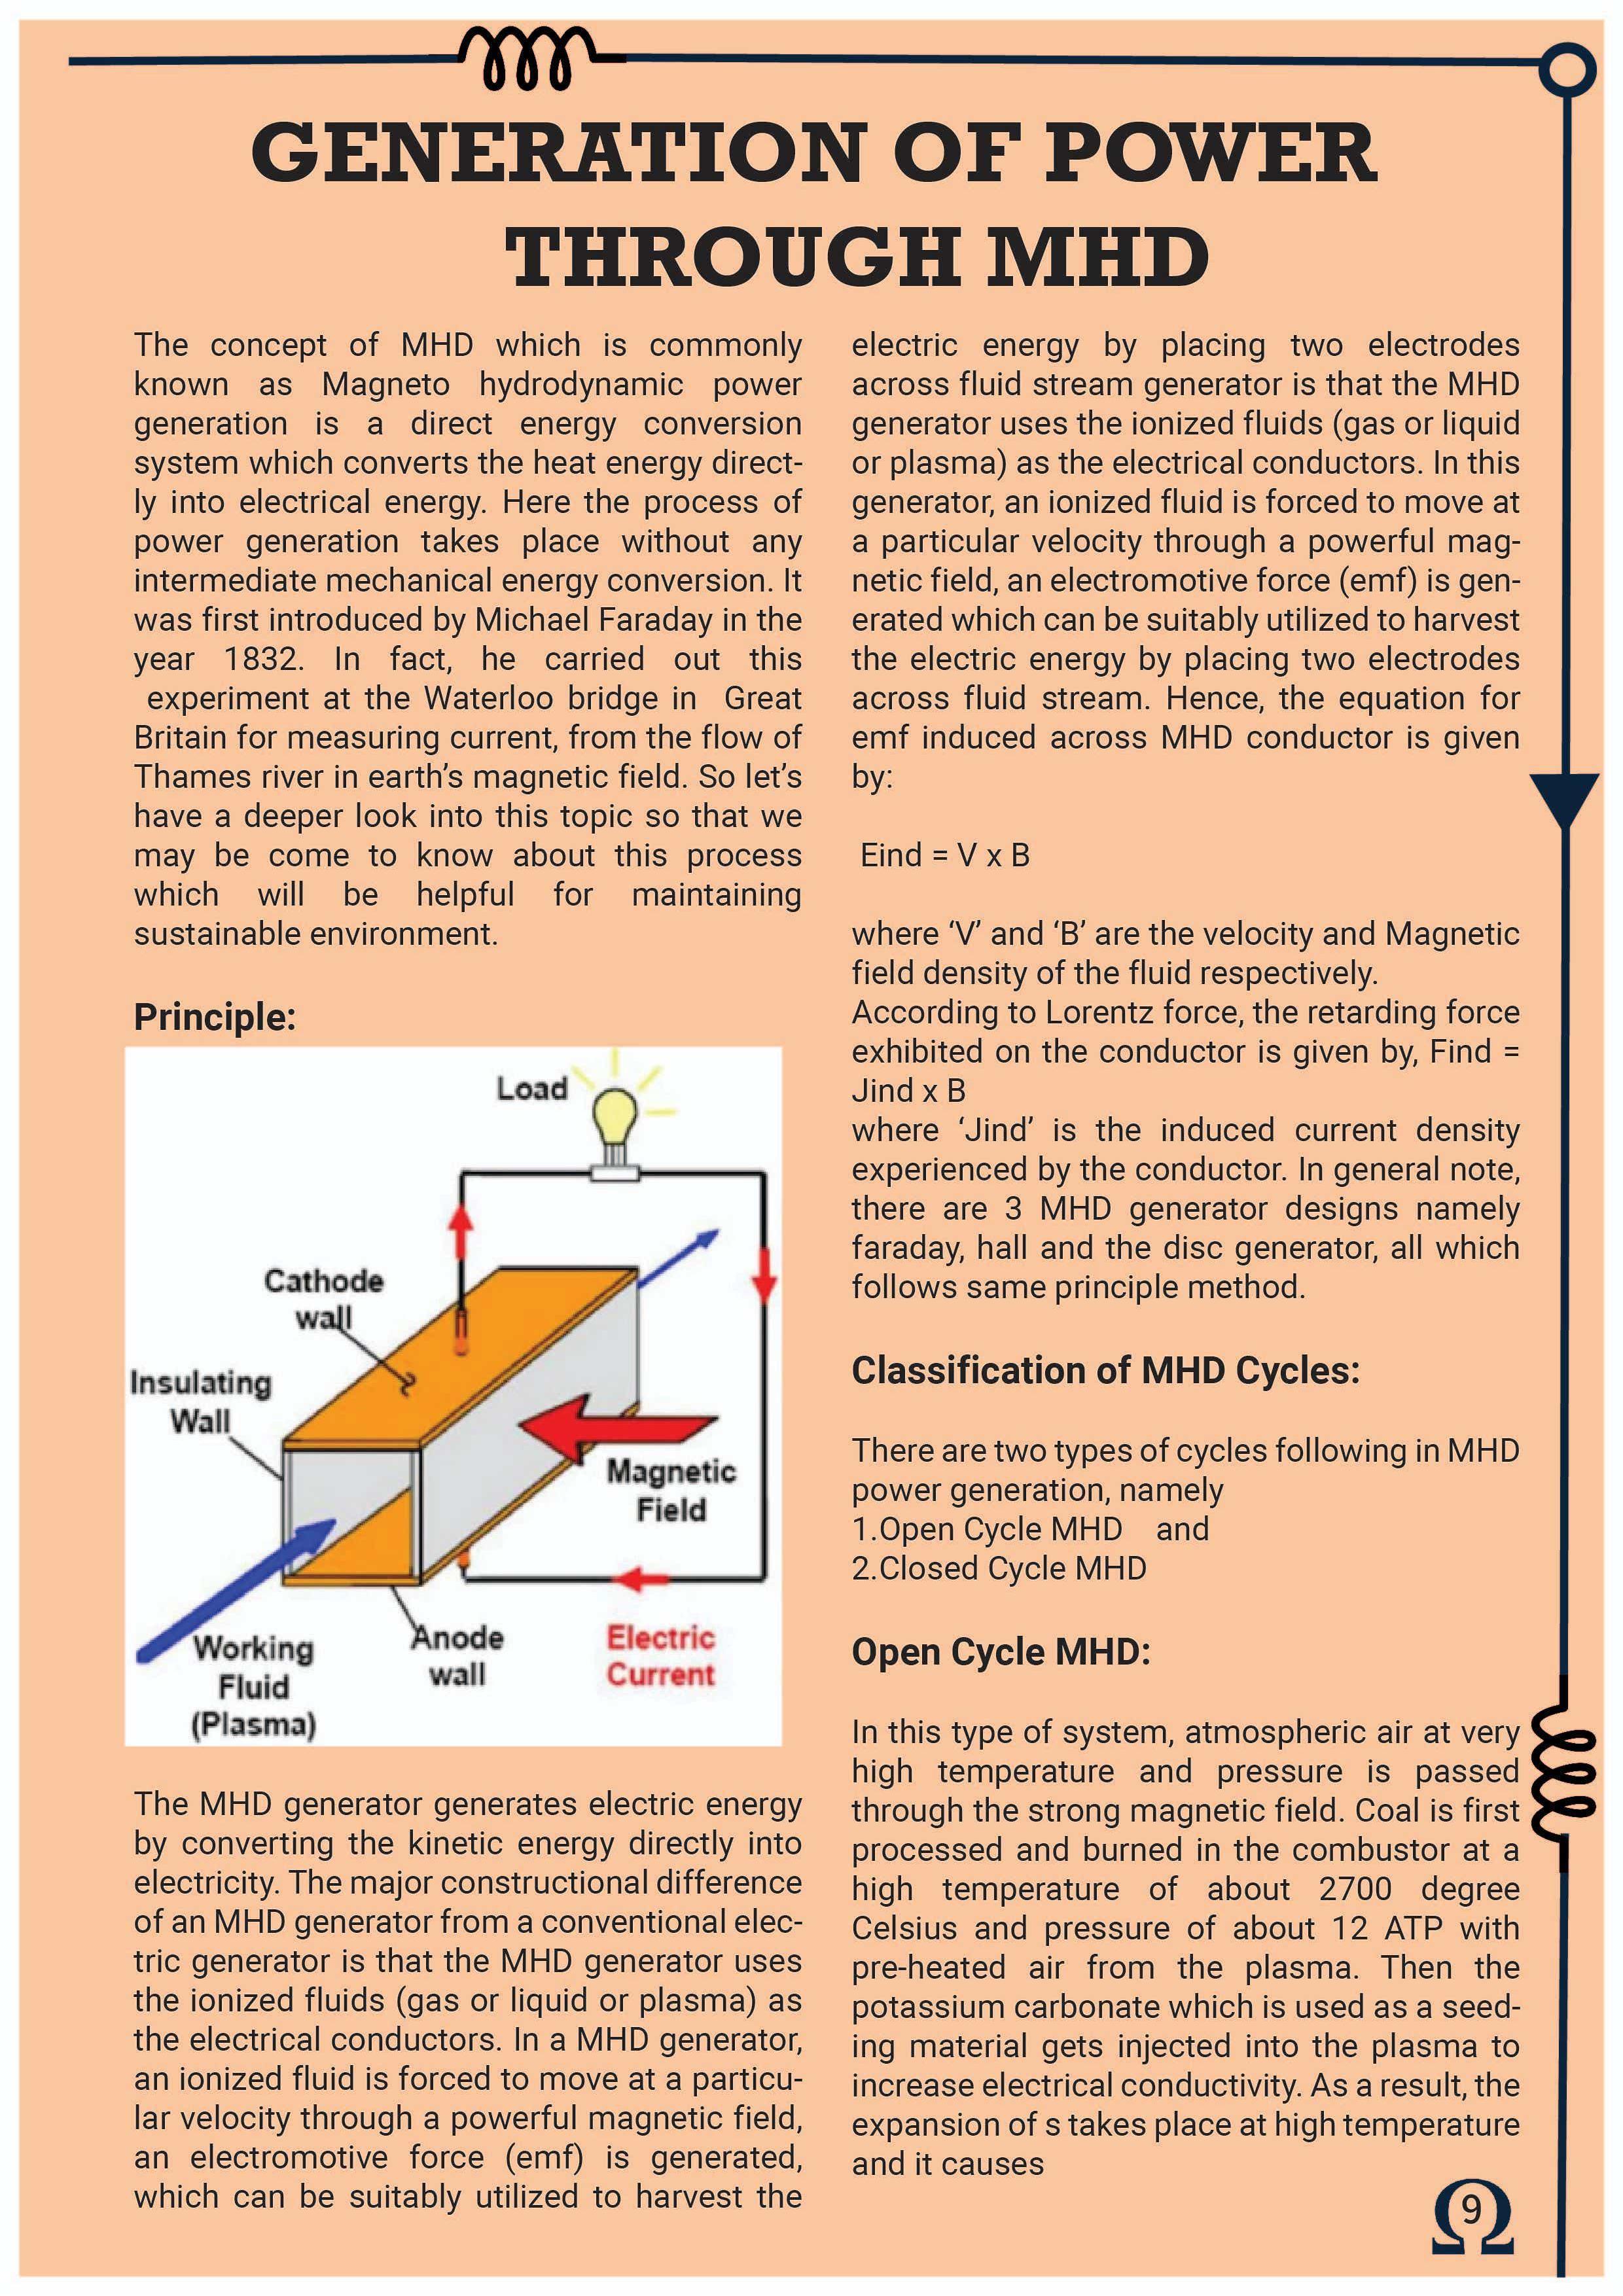 GENERATION OF POWER
THROUGH MHD
The concept of MHD which is commonly
known as Magneto hydrodynamic power
generation is a direct energy conversion
system which converts the heat energy direct-
ly into electrical energy. Here the process of
power generation takes place without any
intermediate mechanical energy conversion. It
was first introduced by Michael Faraday in the
year 1832. In fact, he carried out this
experiment at the Waterloo bridge in Great
Britain for measuring current, from the flow of
Thames river in earth’s magnetic field. So let’s
have a deeper look into this topic so that we
may be come to know about this process
which will be helpful for maintaining
sustainable environment.
Principle:
Load
Cathode
wall
Insulating
Wall
Magnetic
Field
Working
Fluid
(Plasma)
Anode
wall
Electric
Current
The MHD generator generates electric energy
by converting the kinetic energy directly into
electricity. The major constructional difference
of an MHD generator from a conventional elec-
tric generator is that the MHD generator uses
the ionized fluids (gas or liquid or plasma) as
the electrical conductors. In a MHD generator,
an ionized fluid is forced to move at a particu-
lar velocity through a powerful magnetic field,
an electromotive force (emf) is generated,
which can be suitably utilized to harvest the
electric energy by placing two electrodes
across fluid stream generator is that the MHD
generator uses the ionized fluids (gas or liquid
or plasma) as the electrical conductors. In this
generator, an ionized fluid is forced to move at
a particular velocity through a powerful mag-
netic field, an electromotive force (emf) is gen-
erated which can be suitably utilized to harvest
the electric energy by placing two electrodes
across fluid stream. Hence, the equation for
emf induced across MHD conductor is given
by:
Eind = V x B
where ‘V’ and ‘B’ are the velocity and Magnetic
field density of the fluid respectively.
According to Lorentz force, the retarding force
exhibited on the conductor is given by, Find =
Jind x B
where ‘Jind’ is the induced current density
experienced by the conductor. In general note,
there are 3 MHD generator designs namely
faraday, hall and the disc generator, all which
follows same principle method.
Classification of MHD Cycles:
There are two types of cycles following in MHD
power generation, namely
1.Open Cycle MHD and
2.Closed Cycle MHD
Open Cycle MHD:
In this type of system, atmospheric air at very
high temperature and pressure is passed
through the strong magnetic field. Coal is first
processed and burned in the combustor at a
high temperature of about 2700 degree
Celsius and pressure of about 12 ATP with
pre-heated air from the plasma. Then the
potassium carbonate which is used as a seed-
ing material gets injected into the plasma to
increase electrical conductivity. As a result, the
expansion of s takes place at high temperature
and it causes
9